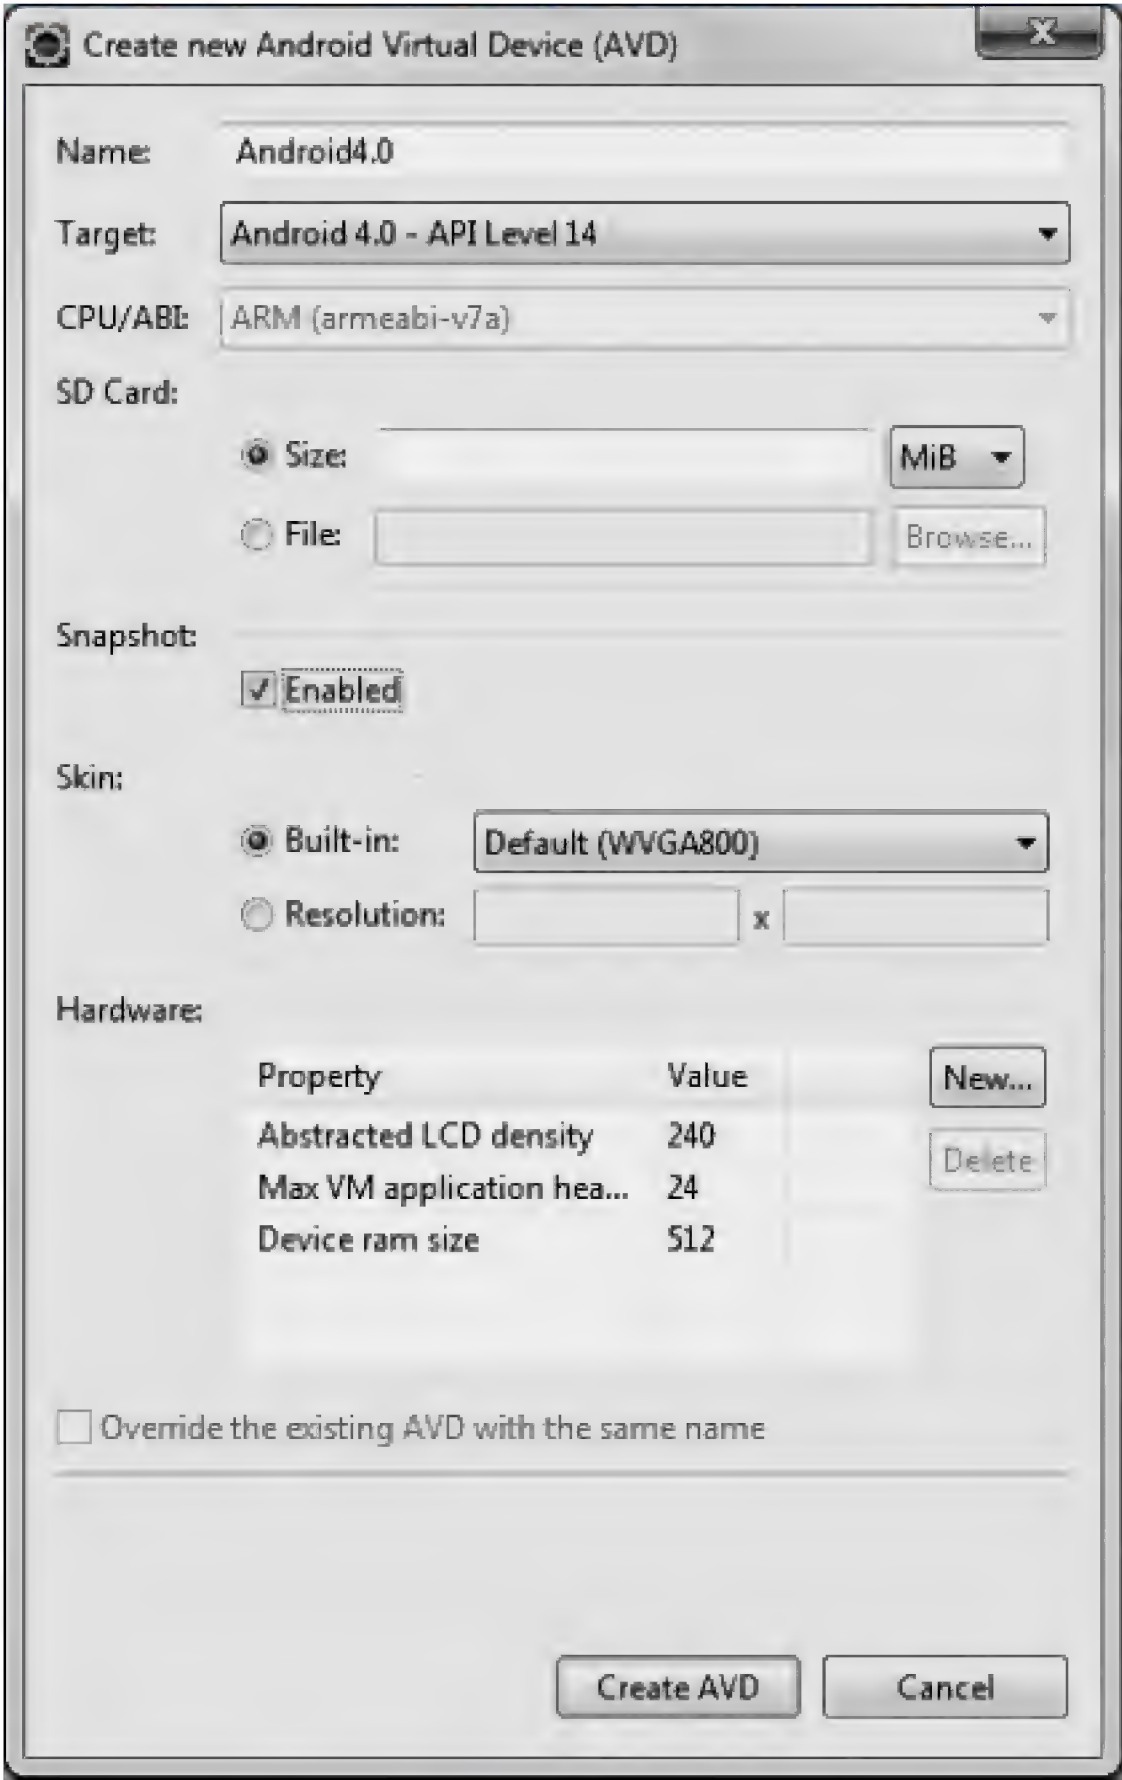 Create new Android Virtual Device (AVD)
Name: Android4.0
Target: Android 4.0 - API Level 14
CPU/ABI: ARM (armeabi-v7a)
SD Card:
Size: MiB
File: Browse...
Snapshot:
Enabled
Skin:
Built-in: Default (WVGA800)
Resolution: x
Hardware:
Property Value New...
Abstracted LCD density 240
Delete
Max VM application hea... 24
Device ram size 512
Override the existing AVD with the same name
Create AVD Cancel